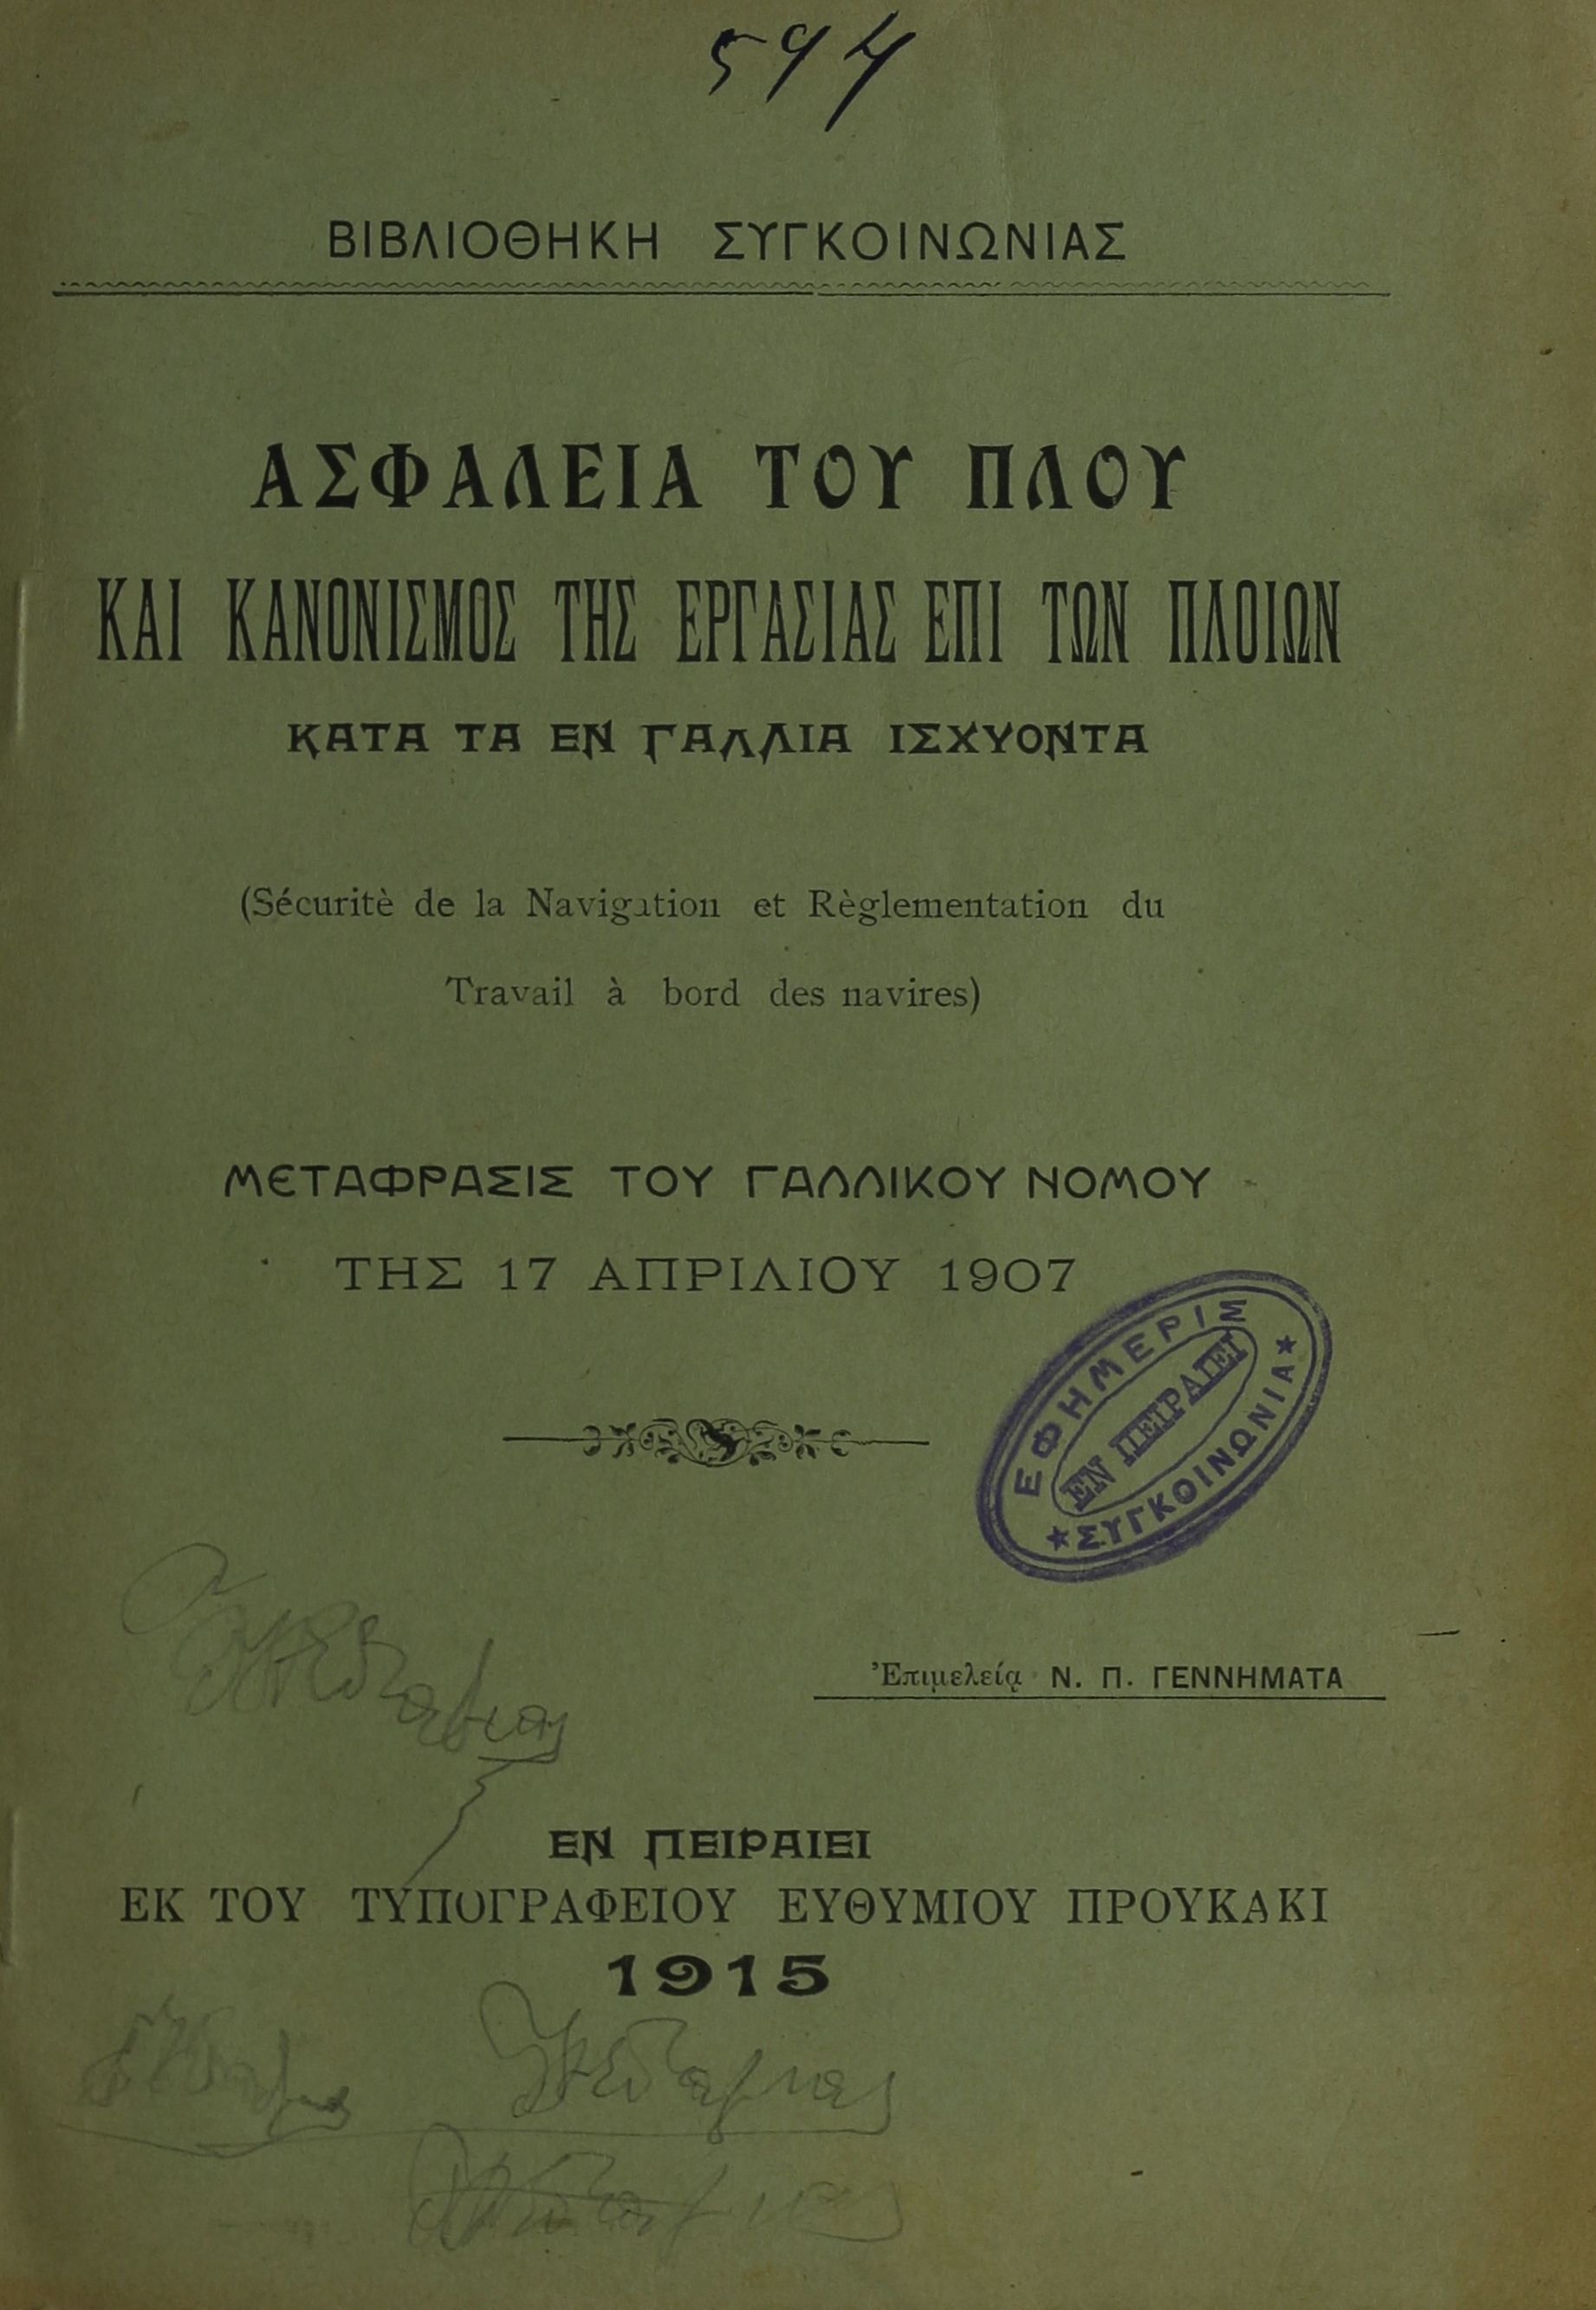 594
ΒΙΒΛΙΟΘΗΚΗ ΣΥΓΚΟΙΝΩΝΙΑΣ
ΑΣΦΑΛΕΙΑ ΤΟΥ ΠΛΟΥ
ΚΑΙ ΚΑΝΟΝΙΣΜΟΣ ΤΗΣ ΕΡΓΑΣΙΑΣ ΕΠΙ ΤΩΝ ΠΛΟΙΩΝ
ΚΑΤΑ ΤΑ ΕΝ ΓΑΛΛΙΑ ΙΣΧΥΟΝΤΑ
(Sécuritè de la Navigation et Règlementation du
Travail à bord des navires)
ΜΕΤΑΦΡΑΣΙΣ ΤΟΥ ΓΑΛΛΙΚΟΥ ΝΟΜΟΥ
ΤΗΣ 17 ΑΠΡΙΛΙΟΥ 1907
ΕΦΗΜΕΡΙΣ
ΕΝ ΠΕΙΡΑΙΕΙ
★ΣΥΓΚΟΙΝΩΝΙΑ★
Ἐπιμελείᾳ Ν. Π. ΓΕΝΝΗΜΑΤΑ
ΕΝ ΠΕΙΡΑΙΕΙ
ΕΚ ΤΟΥ ΤΥΠΟΓΡΑΦΕΙΟΥ ΕΥΘΥΜΙΟΥ ΠΡΟΥΚΑΚΙ
1915